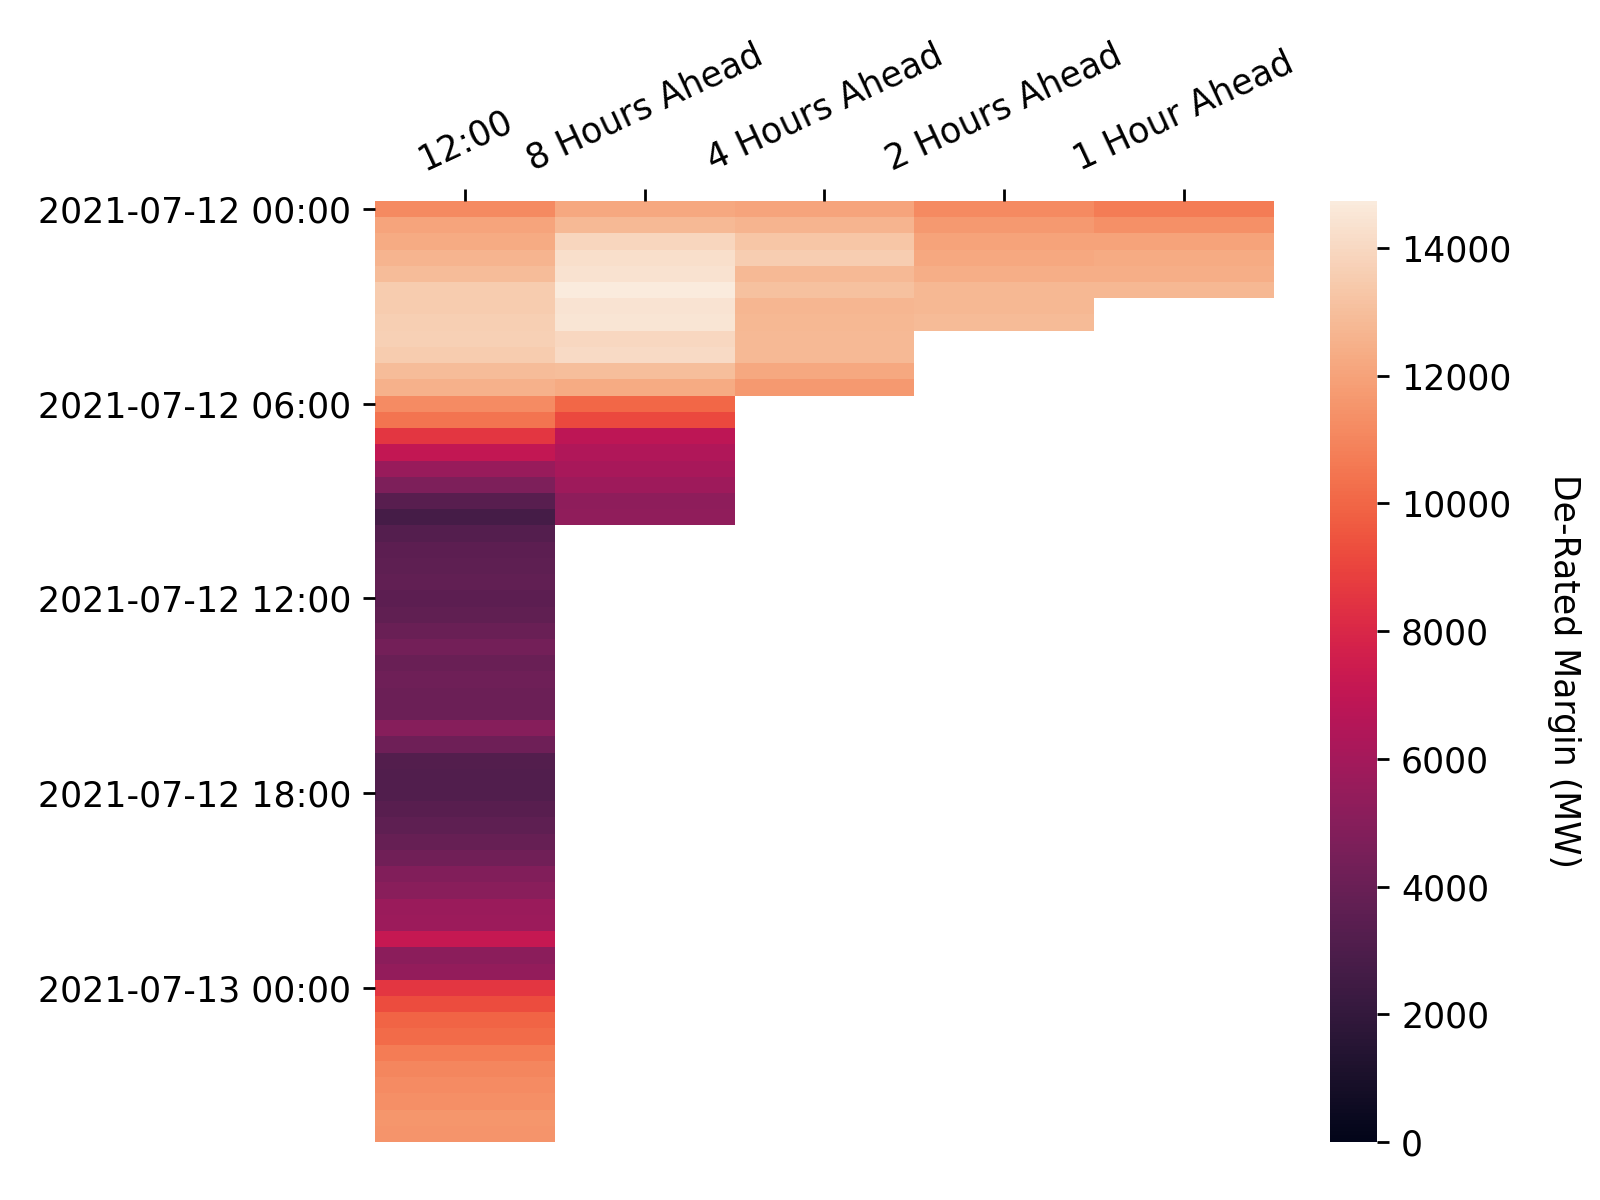 12:00
8 Hours Ahead
4 Hours Ahead
2 Hours Ahead
1 Hour Ahead
2021-07-12 00:00
2021-07-12 06:00
2021-07-12 12:00
2021-07-12 18:00
2021-07-13 00:00
14000
12000
10000
8000
6000
4000
2000
0
De-Rated Margin (MW)